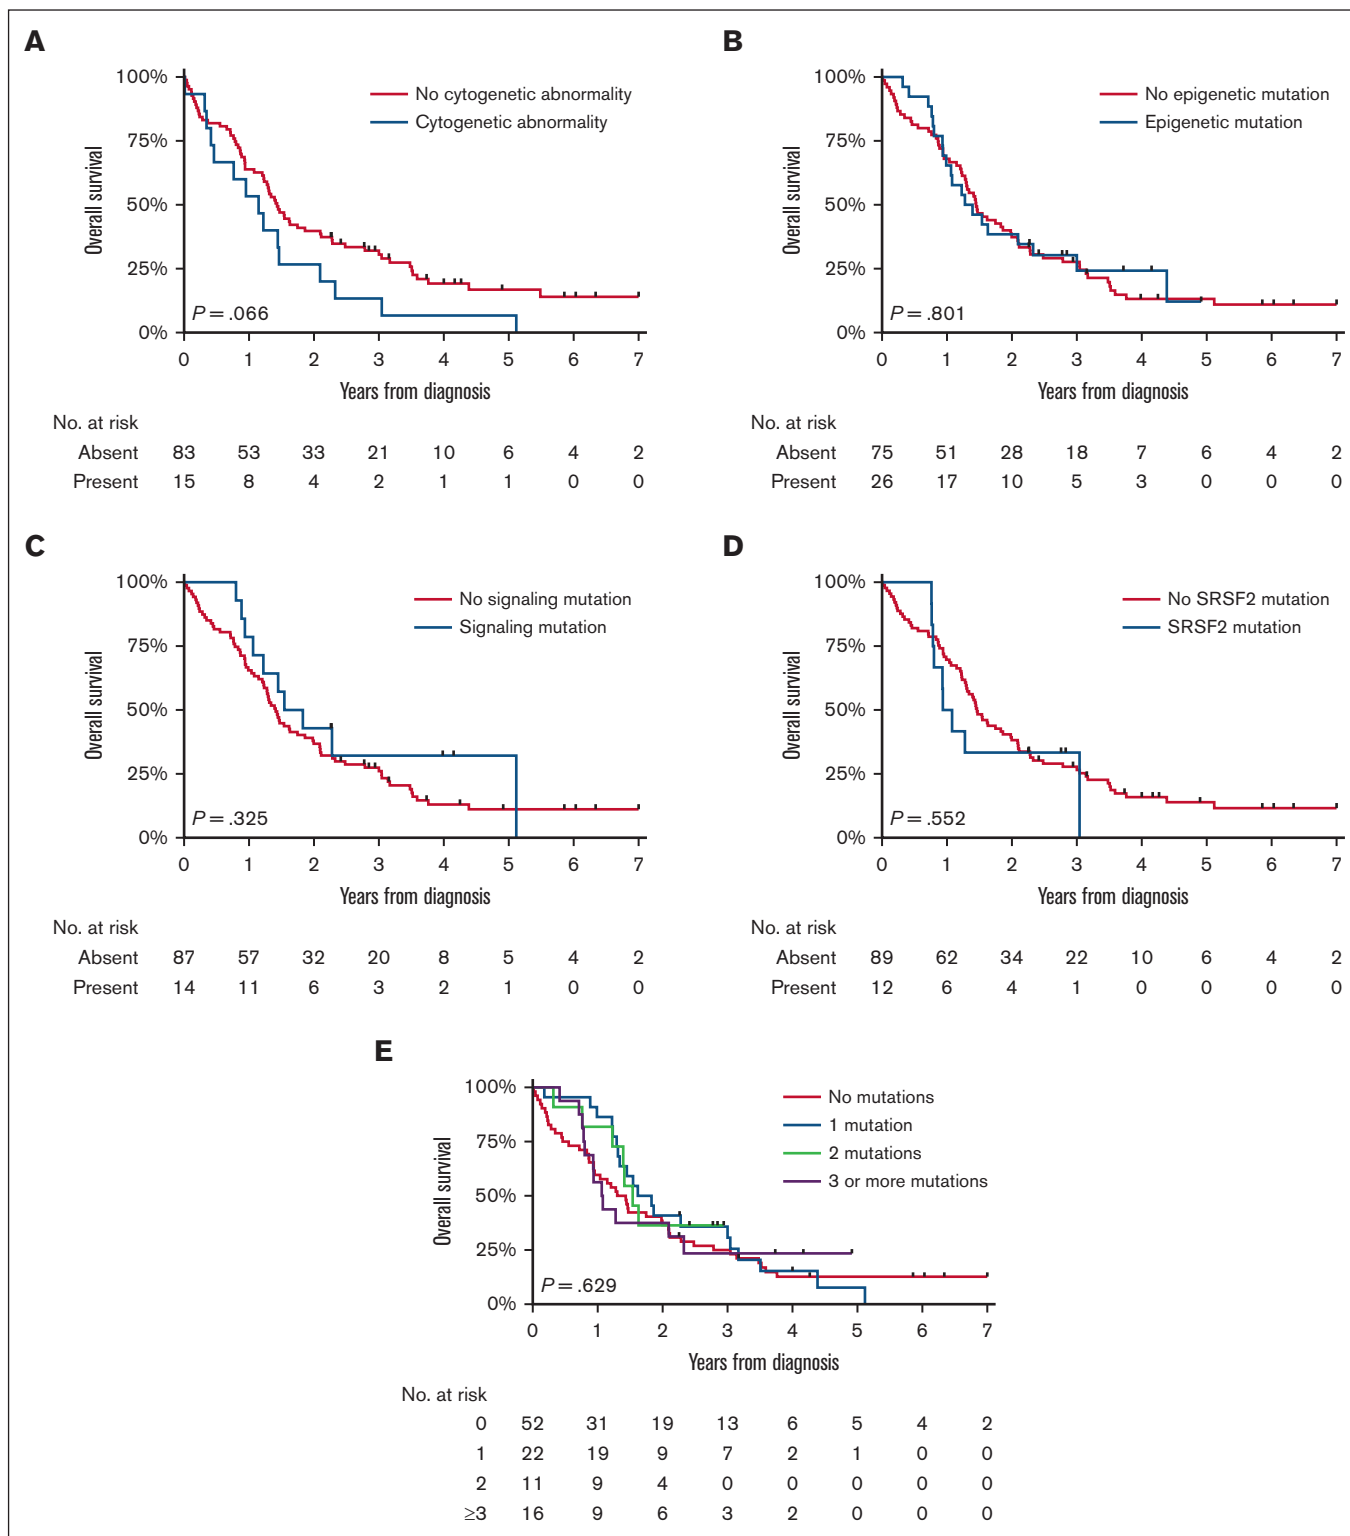 A
100%
75%
50%
25%
0%
Overall survival
No cytogenetic abnormality
Cytogenetic abnormality
P = .066
0 1 2 3 4 5 6 7
Years from diagnosis
No. at risk
Absent 83 53 33 21 10 6 4 2
Present 15 8 4 2 1 1 0 0
B
100%
75%
50%
25%
0%
Overall survival
No epigenetic mutation
Epigenetic mutation
P = .801
0 1 2 3 4 5 6 7
Years from diagnosis
No. at risk
Absent 75 51 28 18 7 6 4 2
Present 26 17 10 5 3 0 0 0
C
100%
75%
50%
25%
0%
Overall survival
No signaling mutation
Signaling mutation
P = .325
0 1 2 3 4 5 6 7
Years from diagnosis
No. at risk
Absent 87 57 32 20 8 5 4 2
Present 14 11 6 3 2 1 0 0
D
100%
75%
50%
25%
0%
Overall survival
No SRSF2 mutation
SRSF2 mutation
P = .552
0 1 2 3 4 5 6 7
Years from diagnosis
No. at risk
Absent 89 62 34 22 10 6 4 2
Present 12 6 4 1 0 0 0 0
E
100%
75%
50%
25%
0%
Overall survival
No mutations
1 mutation
2 mutations
3 or more mutations
P = .629
0 1 2 3 4 5 6 7
Years from diagnosis
No. at risk
0 52 31 19 13 6 5 4 2
1 22 19 9 7 2 1 0 0
2 11 9 4 0 0 0 0 0
≥3 16 9 6 3 2 0 0 0